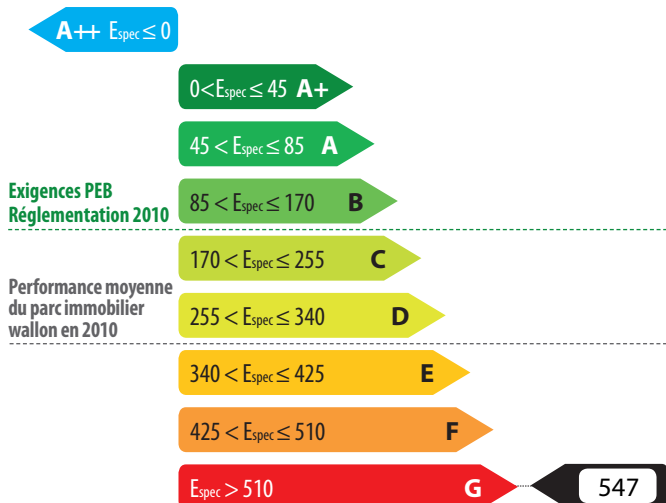 A++ Espec ≤ 0
0 < Espec ≤ 45 A+
45 < Espec ≤ 85 A
Exigences PEB
Réglementation 2010
85 < Espec ≤ 170 B
170 < Espec ≤ 255 C
Performance moyenne
du parc immobilier
wallon en 2010
255 < Espec ≤ 340 D
340 < Espec ≤ 425 E
425 < Espec ≤ 510 F
Espec > 510 G
547